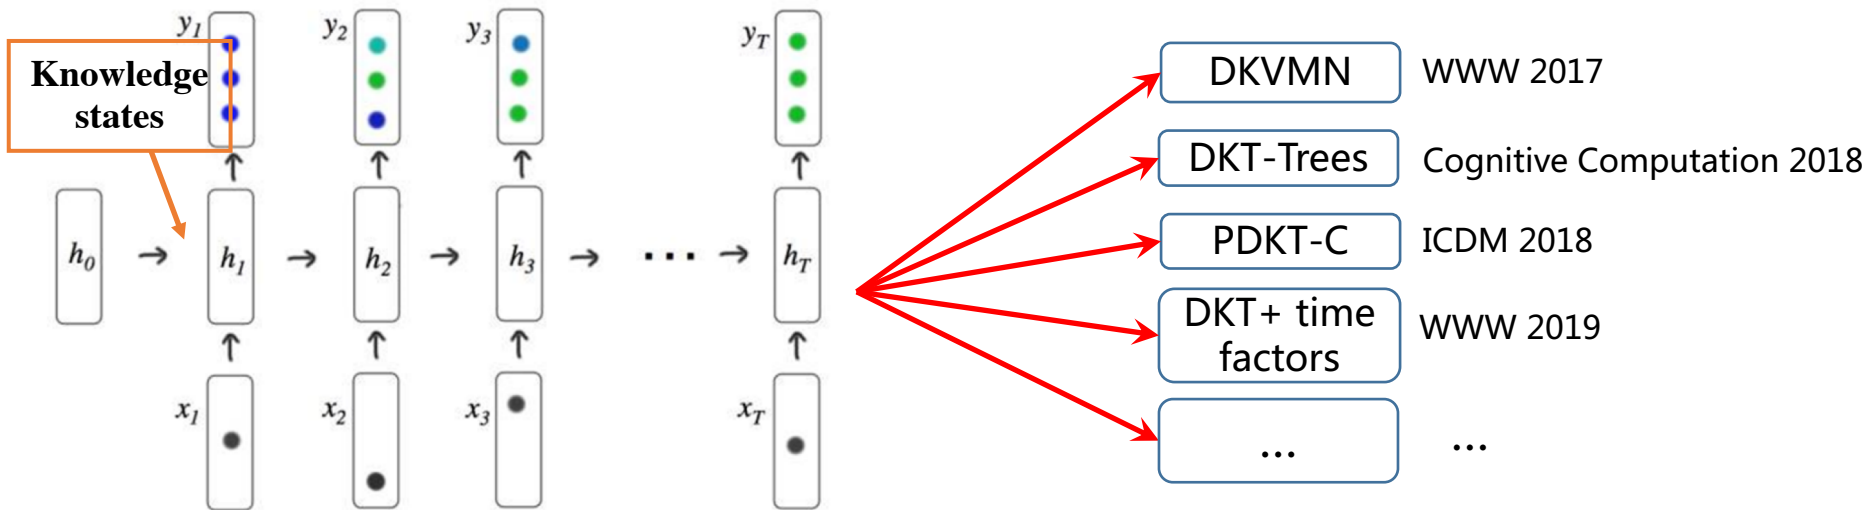 y1
y2
y3
yT
Knowledge
states
h0
h1
h2
h3
...
hT
x1
x2
x3
xT
DKVMN
WWW 2017
DKT-Trees
Cognitive Computation 2018
PDKT-C
ICDM 2018
DKT+ time
factors
WWW 2019
...
...